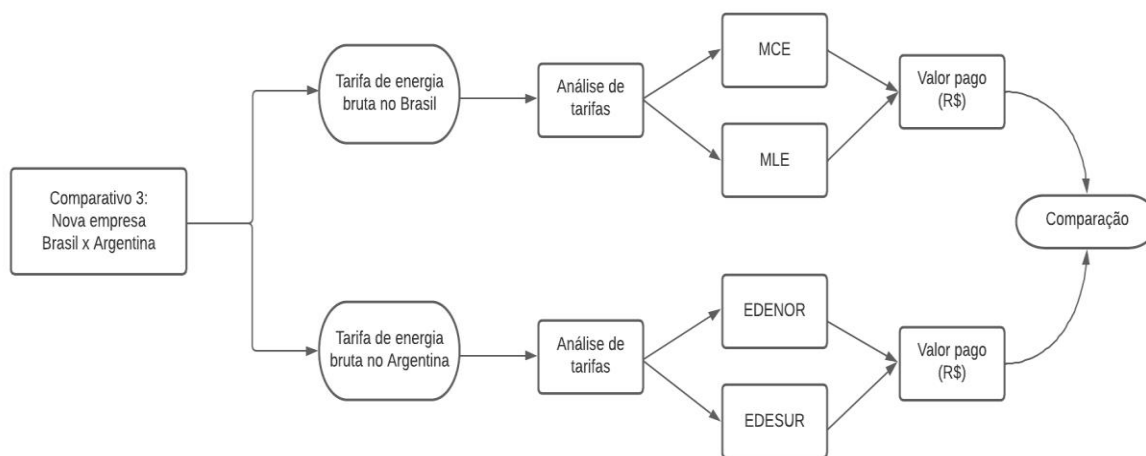 Comparativo 3:
Nova empresa
Brasil x Argentina
Tarifa de energia
bruta no Brasil
Análise de
tarifas
MCE
MLE
Valor pago
(R$)
Tarifa de energia
bruta no Argentina
Análise de
tarifas
EDENOR
EDESUR
Valor pago
(R$)
Comparação